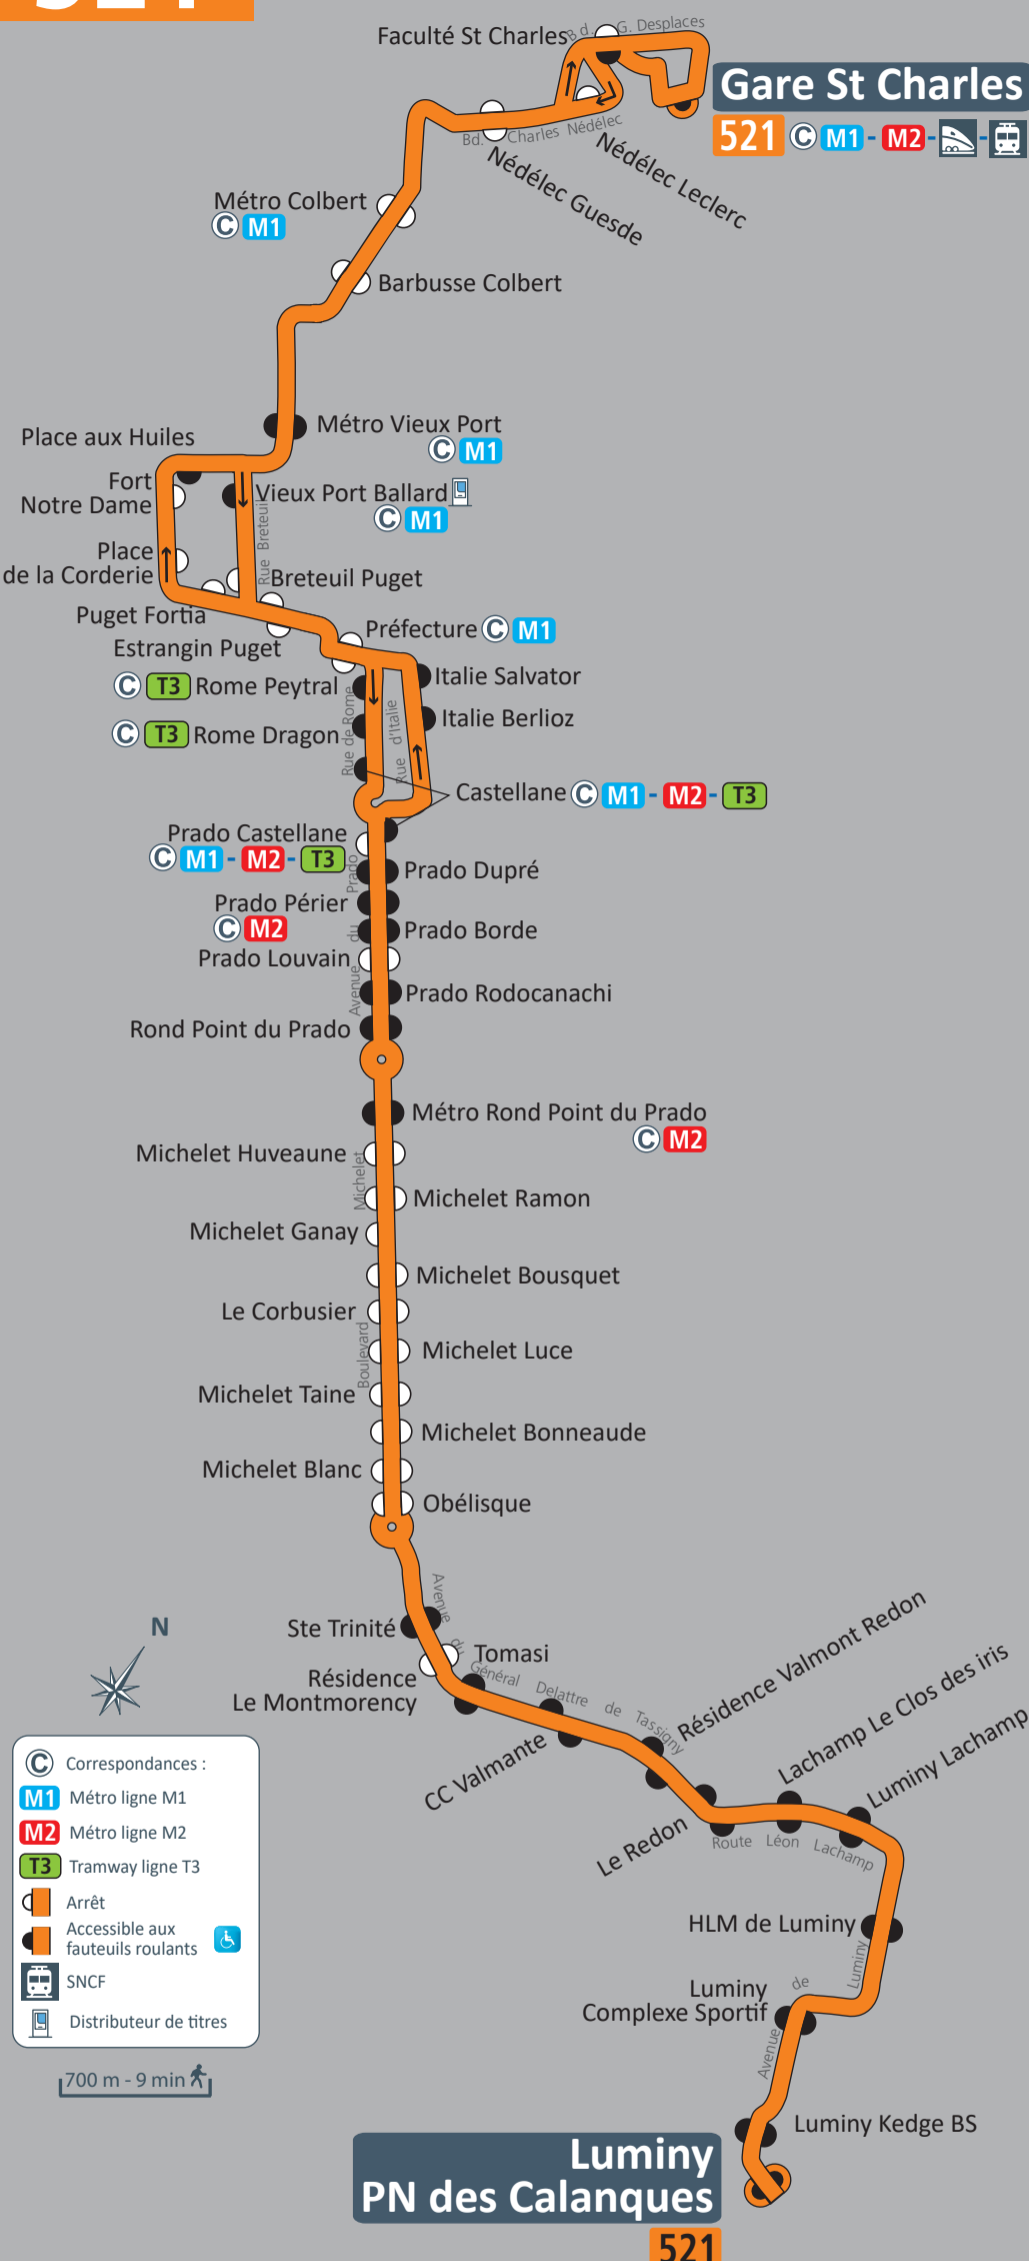 521
Faculté St Charles
Bd. G. Desplaces
Gare St Charles
521 C M1 - M2 -
Bd. Charles Nédélec
Nédélec Guesde
Nédélec Leclerc
Métro Colbert
C M1
Barbusse Colbert
Métro Vieux Port
C M1
Place aux Huiles
Fort
Notre Dame
Vieux Port Ballard
C M1
Rue Breteuil
Place
de la Corderie
Breteuil Puget
Puget Fortia
Estrangin Puget
Préfecture C M1
C T3 Rome Peytral
Italie Salvator
C T3 Rome Dragon
Italie Berlioz
Rue de Rome
Rue d'Italie
Castellane C M1 - M2 - T3
Prado Castellane
C M1 - M2 - T3
Prado Dupré
Prado Périer
C M2
Prado Borde
Prado Louvain
Avenue du Prado
Prado Rodocanachi
Rond Point du Prado
Métro Rond Point du Prado
C M2
Michelet Huveaune
Michelet Ramon
Michelet Ganay
Michelet Bousquet
Le Corbusier
Boulevard Michelet
Michelet Luce
Michelet Taine
Michelet Bonneaude
Michelet Blanc
Obélisque
Ste Trinité
Tomasi
Résidence
Le Montmorency
Avenue du Général Delattre de Tassigny
CC Valmante
Résidence Valmont Redon
Le Redon
Lachamp Le Clos des iris
Luminy Lachamp
Route Léon Lachamp
HLM de Luminy
Luminy
Complexe Sportif
Avenue de Luminy
Luminy Kedge BS
Luminy
PN des Calanques
521
N
C Correspondances :
M1 Métro ligne M1
M2 Métro ligne M2
T3 Tramway ligne T3
Arrêt
Accessible aux
fauteuils roulants
SNCF
Distributeur de titres
700 m - 9 min